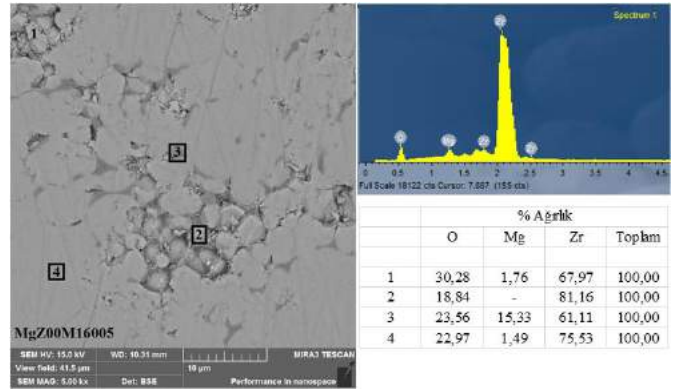 1
3
2
4
MgZ00M16005
SEM HV: 15.0 kV WD: 10.31 mm MIRA3 TESCAN
View field: 41.5 µm 10 µm
SEM MAG: 5.00 kx Det: BSE Performance in nanospace
Spectrum 1
0 0.5 1 1.5 2 2.5 3 3.5 4 4.5
Full Scale 18122 cts Cursor: 7.887 (155 cts)
% Ağırlık
O Mg Zr Toplam
1 30,28 1,76 67,97 100,00
2 18,84 - 81,16 100,00
3 23,56 15,33 61,11 100,00
4 22,97 1,49 75,53 100,00